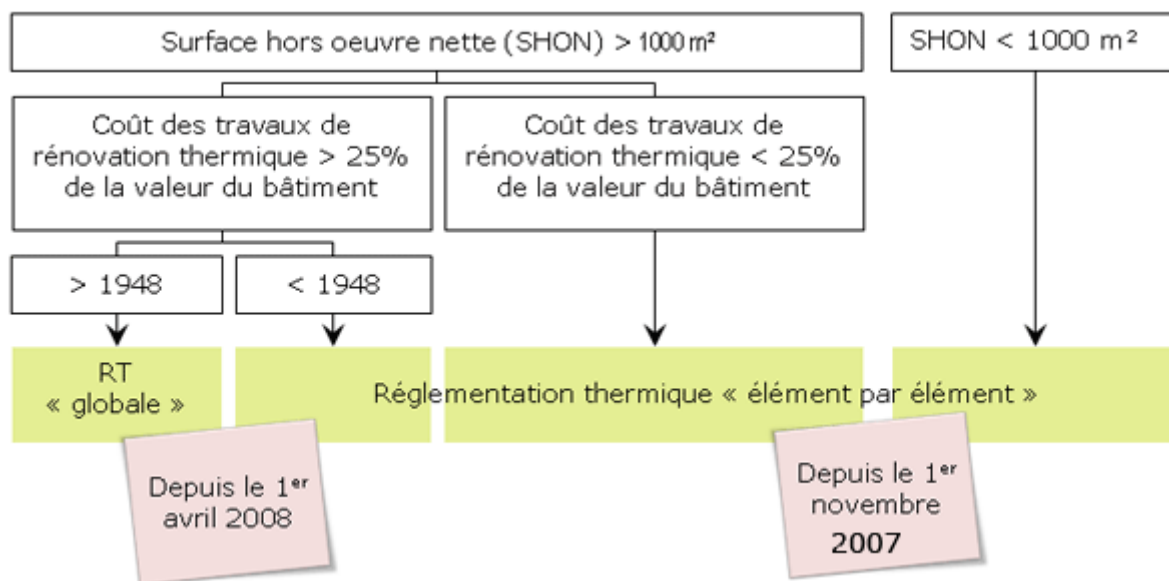 Surface hors oeuvre nette (SHON) > 1000 m²
SHON < 1000 m²
Coût des travaux de
rénovation thermique > 25%
de la valeur du bâtiment
Coût des travaux de
rénovation thermique < 25%
de la valeur du bâtiment
> 1948
< 1948
RT
« globale »
Réglementation thermique « élément par élément »
Depuis le 1er
avril 2008
Depuis le 1er
novembre
2007